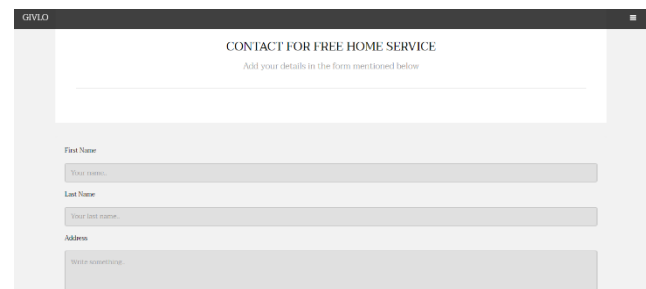 GIVLO
CONTACT FOR FREE HOME SERVICE
Add your details in the form mentioned below
First Name
Your name..
Last Name
Your last name..
Address
Write something..